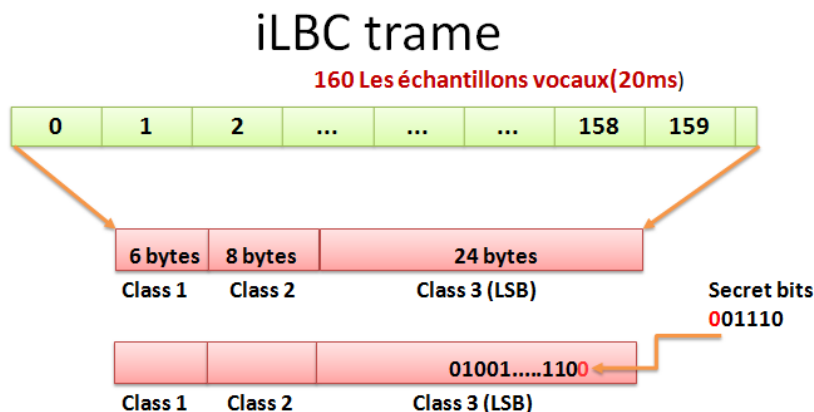 iLBC trame
160 Les échantillons vocaux(20ms)
0 1 2 ... ... ... 158 159
6 bytes 8 bytes 24 bytes
Class 1 Class 2 Class 3 (LSB)
Secret bits
001110
01001.....1100
Class 1 Class 2 Class 3 (LSB)